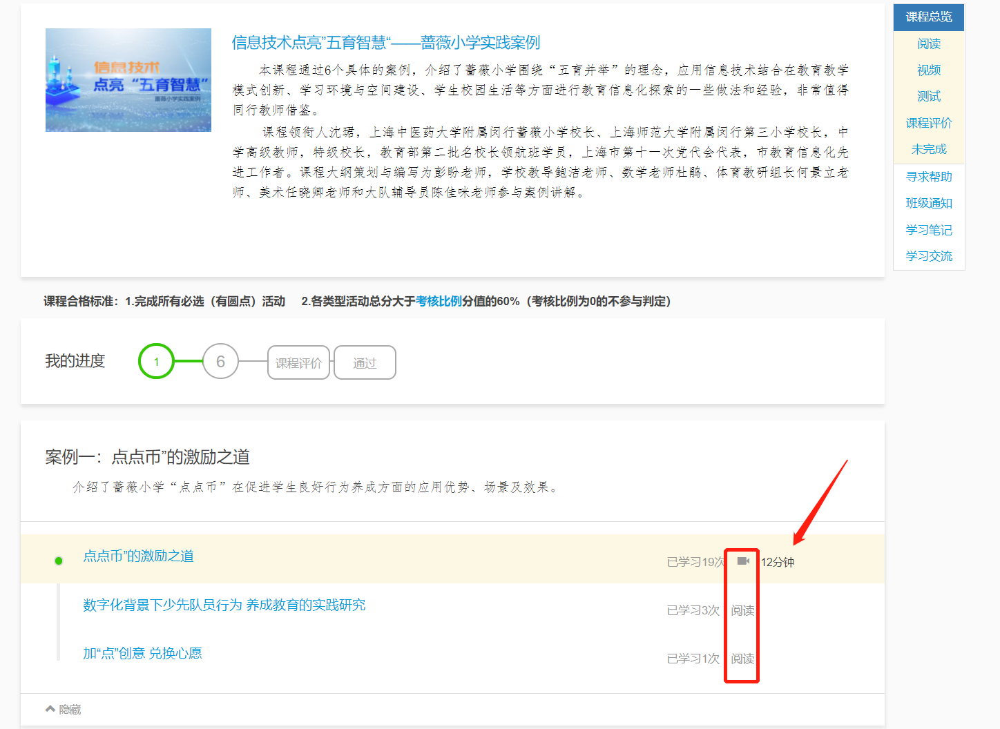 信息技术
点亮“五育智慧”
蔷薇小学实践案例
信息技术点亮”五育智慧“——蔷薇小学实践案例
本课程通过6个具体的案例，介绍了蔷薇小学围绕“五育并举”的理念，应用信息技术结合在教育教学
模式创新、学习环境与空间建设、学生校园生活等方面进行教育信息化探索的一些做法和经验，非常值得
同行教师借鉴。
课程领衔人沈珺，上海中医药大学附属闵行蔷薇小学校长、上海师范大学附属闵行第三小学校长，中
学高级教师，特级校长，教育部第二批名校长领航班学员，上海市第十一次党代会代表，市教育信息化先
进工作者。课程大纲策划与编写为彭盼老师，学校教导鲍洁老师、数学老师杜鹃、体育教研组长何景立老
师、美术任晓卿老师和大队辅导员陈佳咪老师参与案例讲解。
课程总览
阅读
视频
测试
课程评价
未完成
寻求帮助
班级通知
学习笔记
学习交流
课程合格标准：1.完成所有必选（有圆点）活动 2.各类型活动总分大于考核比例分值的60%（考核比例为0的不参与判定）
我的进度 1 6 课程评价 通过
案例一：点点币”的激励之道
介绍了蔷薇小学“点点币”在促进学生良好行为养成方面的应用优势、场景及效果。
点点币”的激励之道 已学习19次 12分钟
数字化背景下少先队员行为 养成教育的实践研究 已学习3次 阅读
加“点”创意 兑换心愿 已学习1次 阅读
隐藏